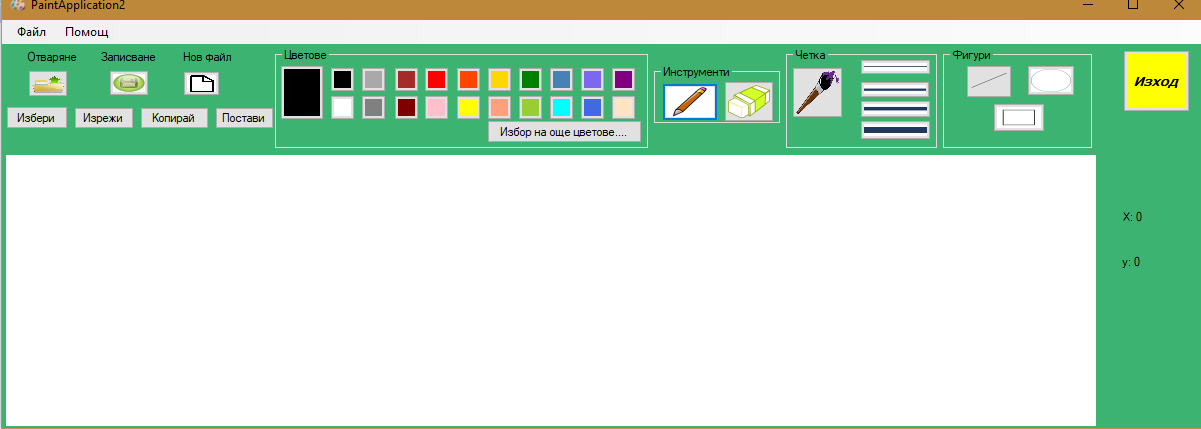 PaintApplication2
Файл Помощ
Отваряне Записване Нов файл
Избери Изрежи Копирай Постави
Цветове
Избор на още цветове....
Инструменти
Четка
Фигури
Изход
X: 0
y: 0